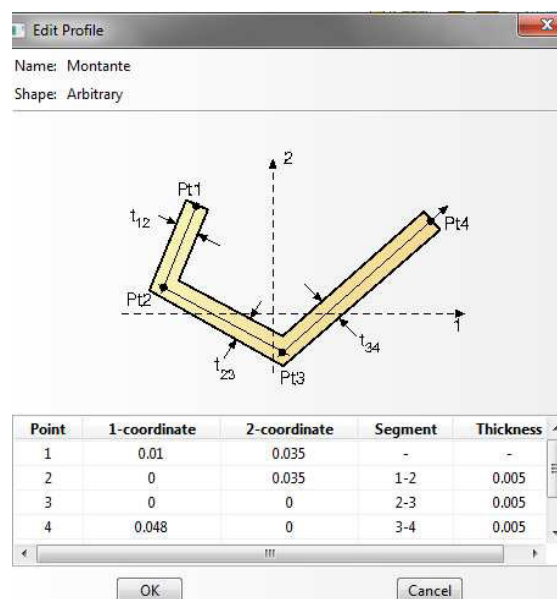 Edit Profile
X
Name: Montante
Shape: Arbitrary
2
Pt1
t12
Pt4
Pt2
1
t34
t23
Pt3
Point 1-coordinate 2-coordinate Segment Thickness
1 0.01 0.035 - -
2 0 0.035 1-2 0.005
3 0 0 2-3 0.005
4 0.048 0 3-4 0.005
OK Cancel